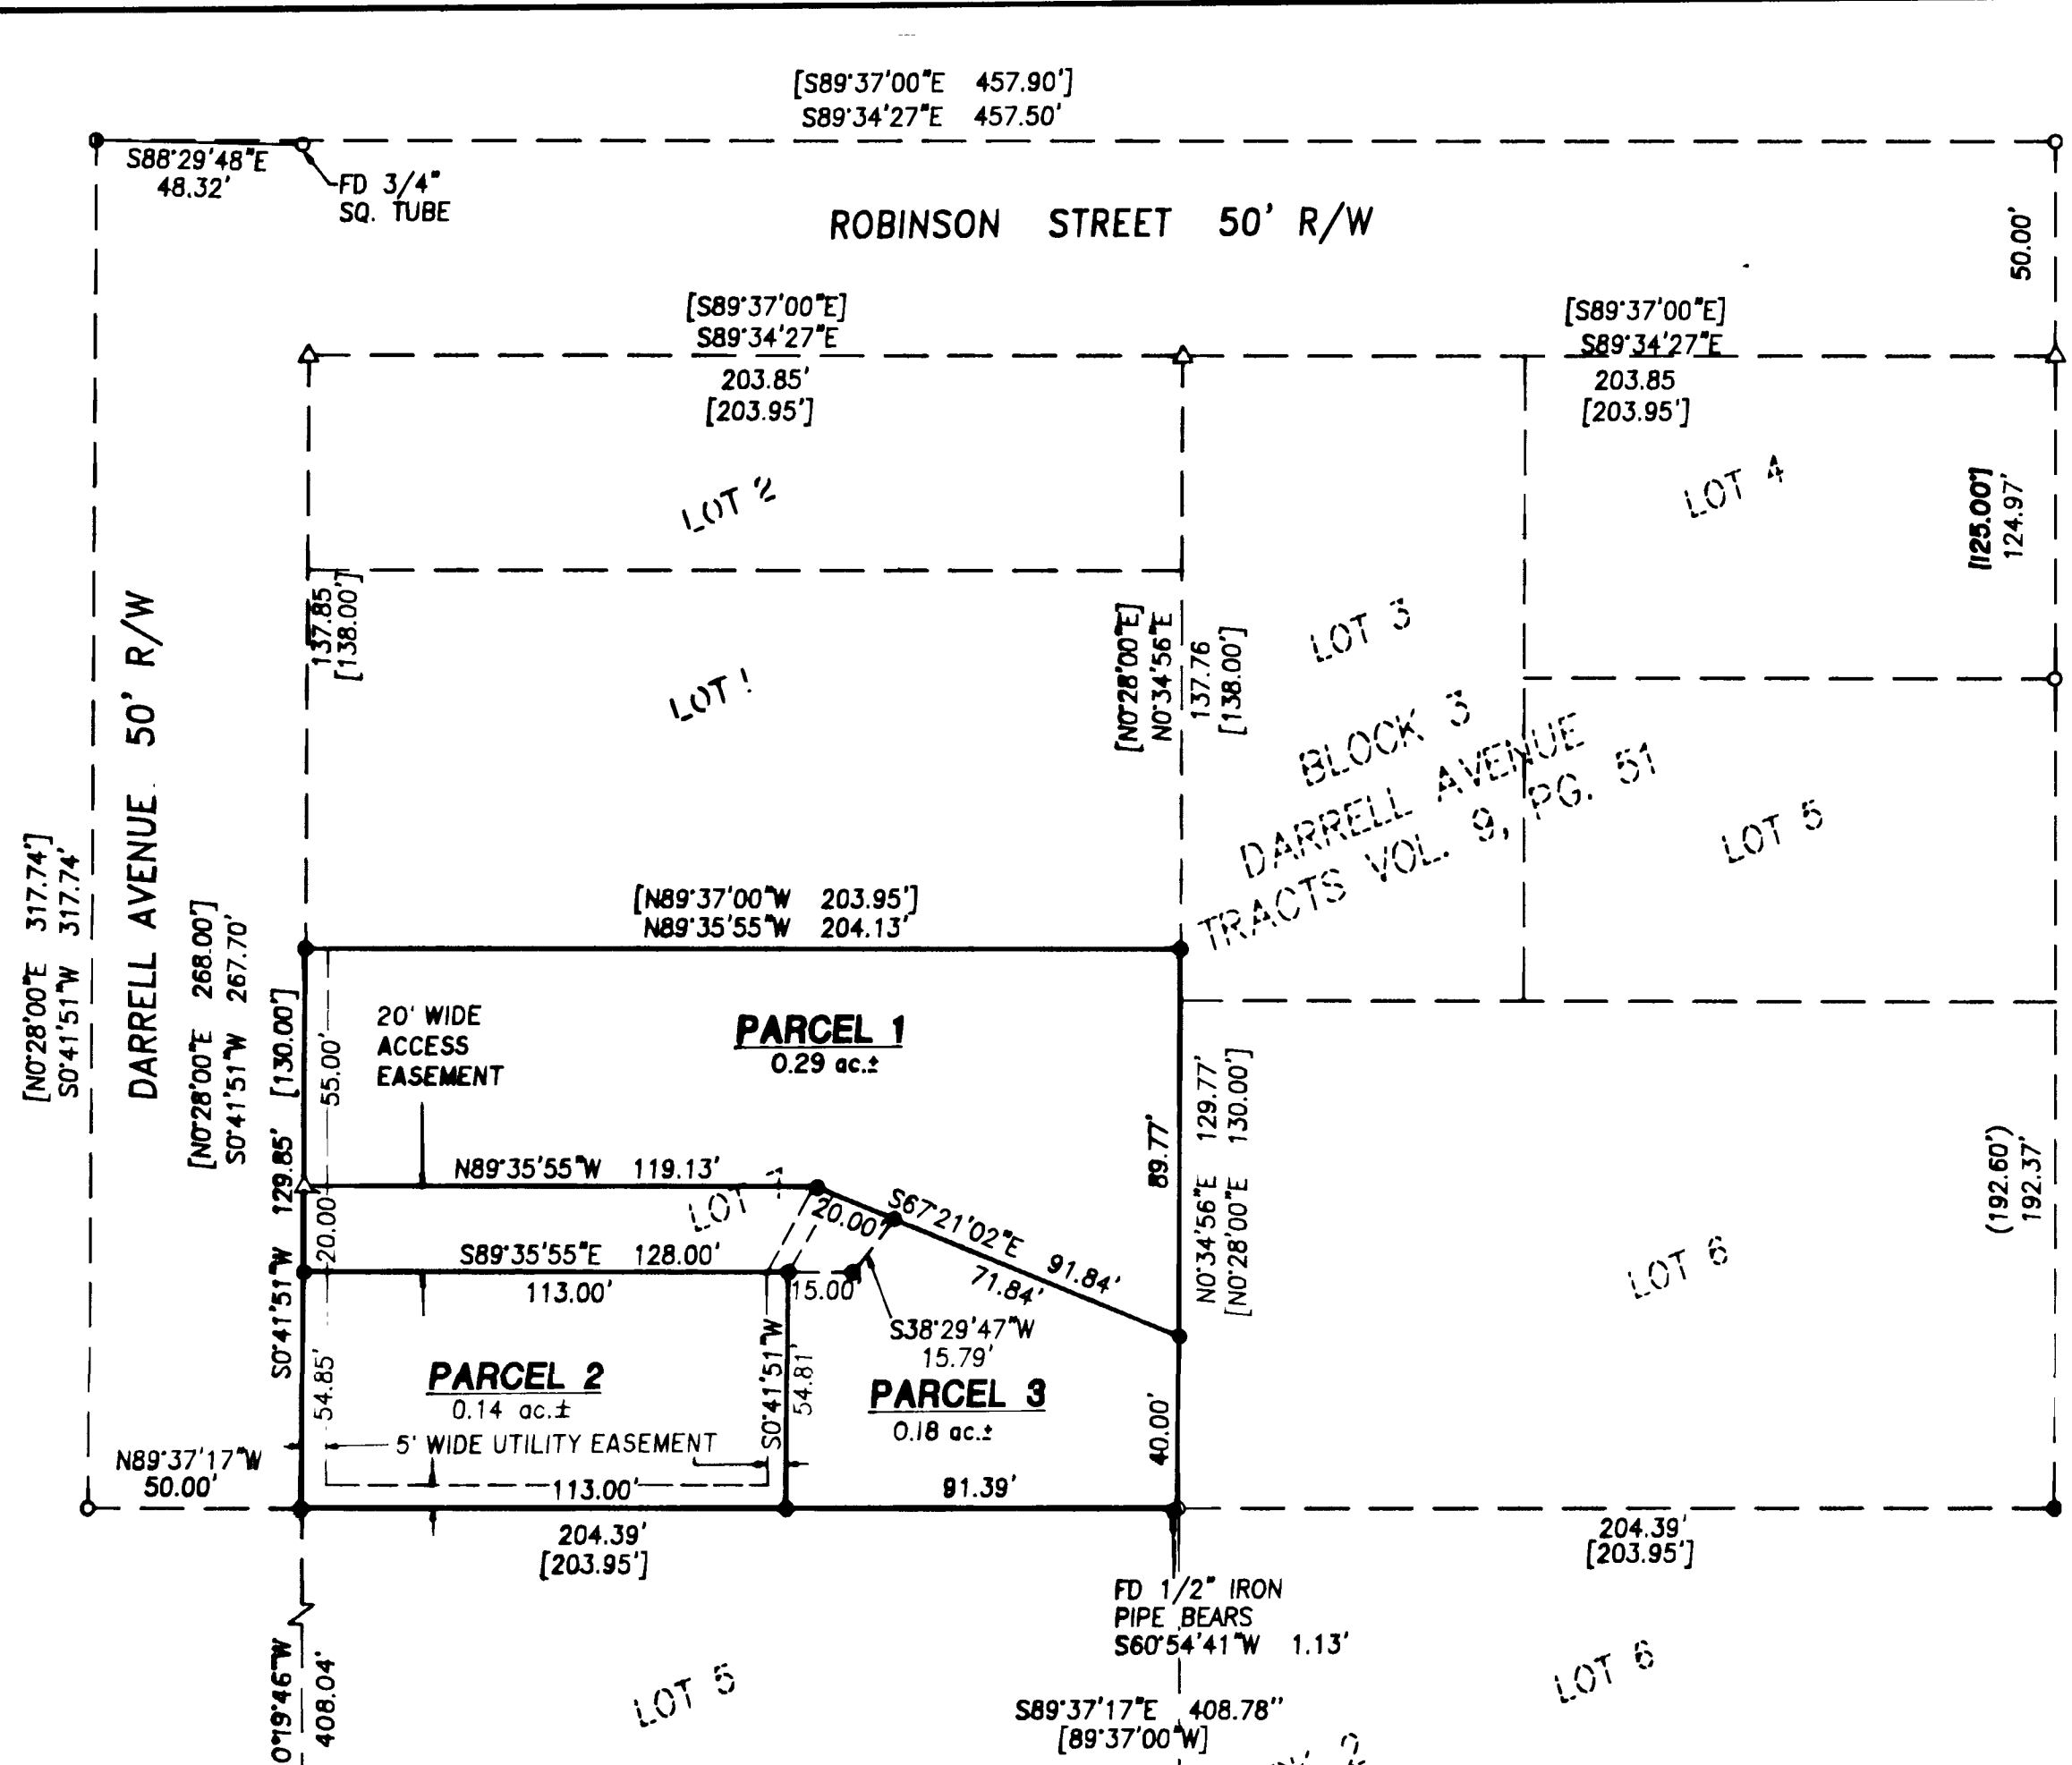 [S89°37'00"E 457.90']
S89°34'27"E 457.50'
S88°29'48"E
48.32'
FD 3/4"
SQ. TUBE
ROBINSON STREET 50' R/W
50.00'
[S89°37'00"E]
S89°34'27"E
203.85'
[203.95']
[S89°37'00"E]
S89°34'27"E
203.85
[203.95']
LOT 2
LOT 4
[125.00']
124.97'
137.85
[138.00']
LOT 1
[N0°28'00"E]
N0°34'56"E
137.76
[138.00']
LOT 3
BLOCK 3
DARRELL AVENUE
TRACTS VOL. 9, PG. 51
LOT 5
DARRELL AVENUE 50' R/W
[N0°28'00"E 317.74']
S0°41'51"W 317.74'
[N0°28'00"E 268.00']
S0°41'51"W 267.70'
[N89°37'00"W 203.95']
N89°35'55"W 204.13'
S0°41'51"W 129.85' [130.00']
55.00'
20' WIDE
ACCESS
EASEMENT
PARCEL 1
0.29 ac.±
89.77'
N0°34'56"E 129.77'
[N0°28'00"E 130.00']
(192.60')
192.37'
N89°35'55"W 119.13'
LOT 1
20.00'
20.00'
S67°21'02"E 91.84'
71.84'
S89°35'55"E 128.00'
113.00'
15.00'
S38°29'47"W
15.79'
LOT 6
PARCEL 2
0.14 ac.±
54.85'
S0°41'51"W
54.81'
PARCEL 3
0.18 ac.±
40.00'
5' WIDE UTILITY EASEMENT
N89°37'17"W
50.00'
113.00'
91.39'
204.39'
[203.95']
204.39'
[203.95']
FD 1/2" IRON
PIPE BEARS
S60°54'41"W 1.13'
0°19'46"W
408.04'
LOT 5
LOT 6
S89°37'17"E 408.78"
[89°37'00"W]
2